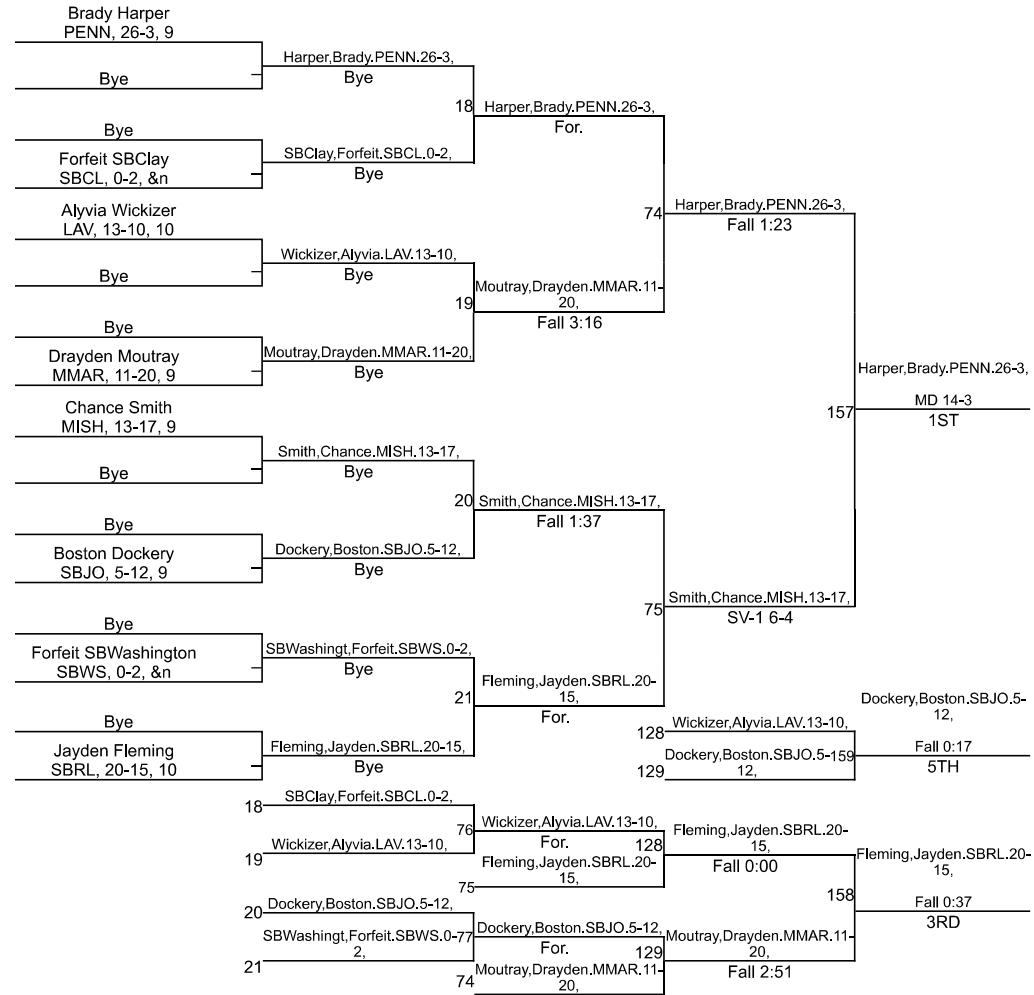 Brady Harper
PENN, 26-3, 9
Harper,Brady.PENN.26-3,
Bye
Bye
18
Harper,Brady.PENN.26-3,
For.
Bye
Forfeit SBClay
SBCL, 0-2, &n
SBClay,Forfeit.SBCL.0-2,
Bye
Alyvia Wickizer
LAV, 13-10, 10
74
Harper,Brady.PENN.26-3,
Fall 1:23
Wickizer,Alyvia.LAV.13-10,
Bye
Bye
19
Moutray,Drayden.MMAR.11-
20,
Fall 3:16
Bye
Drayden Moutray
MMAR, 11-20, 9
Moutray,Drayden.MMAR.11-20,
Bye
Harper,Brady.PENN.26-3,
157
MD 14-3
1ST
Chance Smith
MISH, 13-17, 9
Smith,Chance.MISH.13-17,
Bye
Bye
20
Smith,Chance.MISH.13-17,
Fall 1:37
Bye
Boston Dockery
SBJO, 5-12, 9
Dockery,Boston.SBJO.5-12,
Bye
75
Smith,Chance.MISH.13-17,
SV-1 6-4
Bye
Forfeit SBWashington
SBWS, 0-2, &n
SBWashingt,Forfeit.SBWS.0-2,
Bye
21
Fleming,Jayden.SBRL.20-
15,
For.
Bye
Jayden Fleming
SBRL, 20-15, 10
Fleming,Jayden.SBRL.20-15,
Bye
128
Wickizer,Alyvia.LAV.13-10,
129
Dockery,Boston.SBJO.5-
12,
159
Dockery,Boston.SBJO.5-
12,
Fall 0:17
5TH
18
SBClay,Forfeit.SBCL.0-2,
19
Wickizer,Alyvia.LAV.13-10,
76
Wickizer,Alyvia.LAV.13-10,
For.
75
Fleming,Jayden.SBRL.20-
15,
128
Fleming,Jayden.SBRL.20-
15,
Fall 0:00
20
Dockery,Boston.SBJO.5-12,
21
SBWashingt,Forfeit.SBWS.0-
2,
77
Dockery,Boston.SBJO.5-12,
For.
74
Moutray,Drayden.MMAR.11-
20,
129
Moutray,Drayden.MMAR.11-
20,
Fall 2:51
158
Fleming,Jayden.SBRL.20-
15,
Fall 0:37
3RD